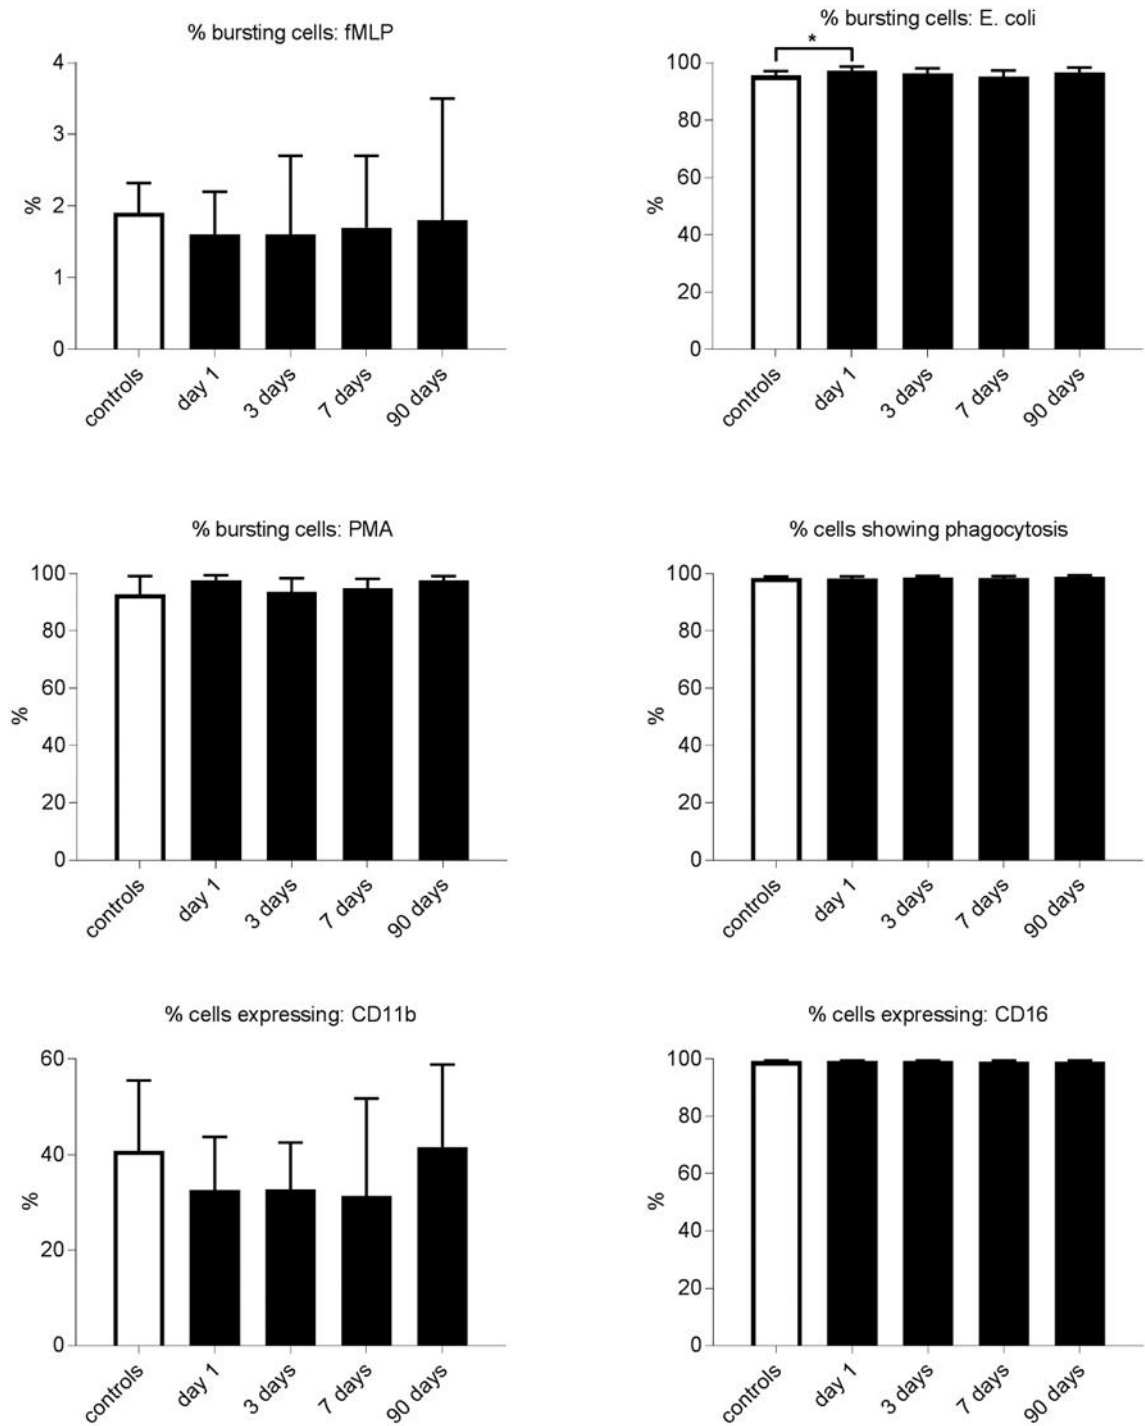 % bursting cells: fMLP
4
3
2
1
0
%
controls
day 1
3 days
7 days
90 days
% bursting cells: E. coli
*
100
80
60
40
20
0
%
controls
day 1
3 days
7 days
90 days
% bursting cells: PMA
100
80
60
40
20
0
%
controls
day 1
3 days
7 days
90 days
% cells showing phagocytosis
100
80
60
40
20
0
%
controls
day 1
3 days
7 days
90 days
% cells expressing: CD11b
60
40
20
0
%
controls
day 1
3 days
7 days
90 days
% cells expressing: CD16
100
80
60
40
20
0
%
controls
day 1
3 days
7 days
90 days